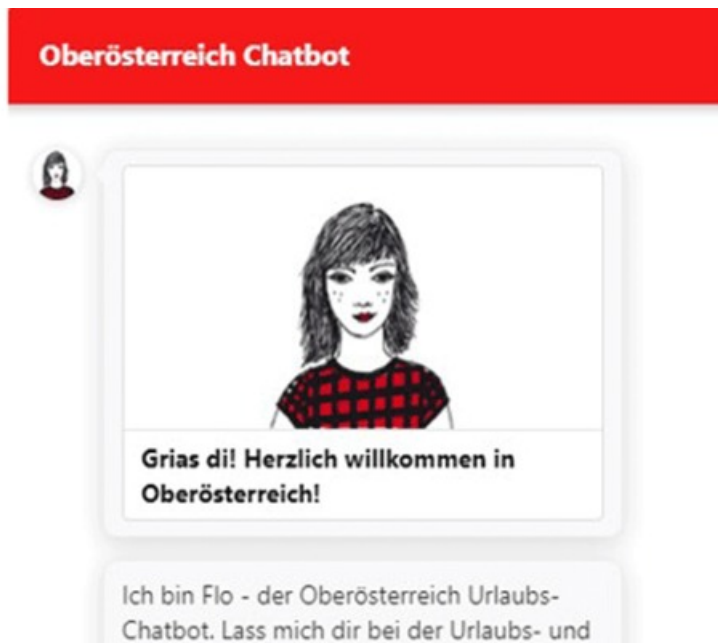 Oberösterreich Chatbot
Grias di! Herzlich willkommen in
Oberösterreich!
Ich bin Flo - der Oberösterreich Urlaubs-
Chatbot. Lass mich dir bei der Urlaubs- und